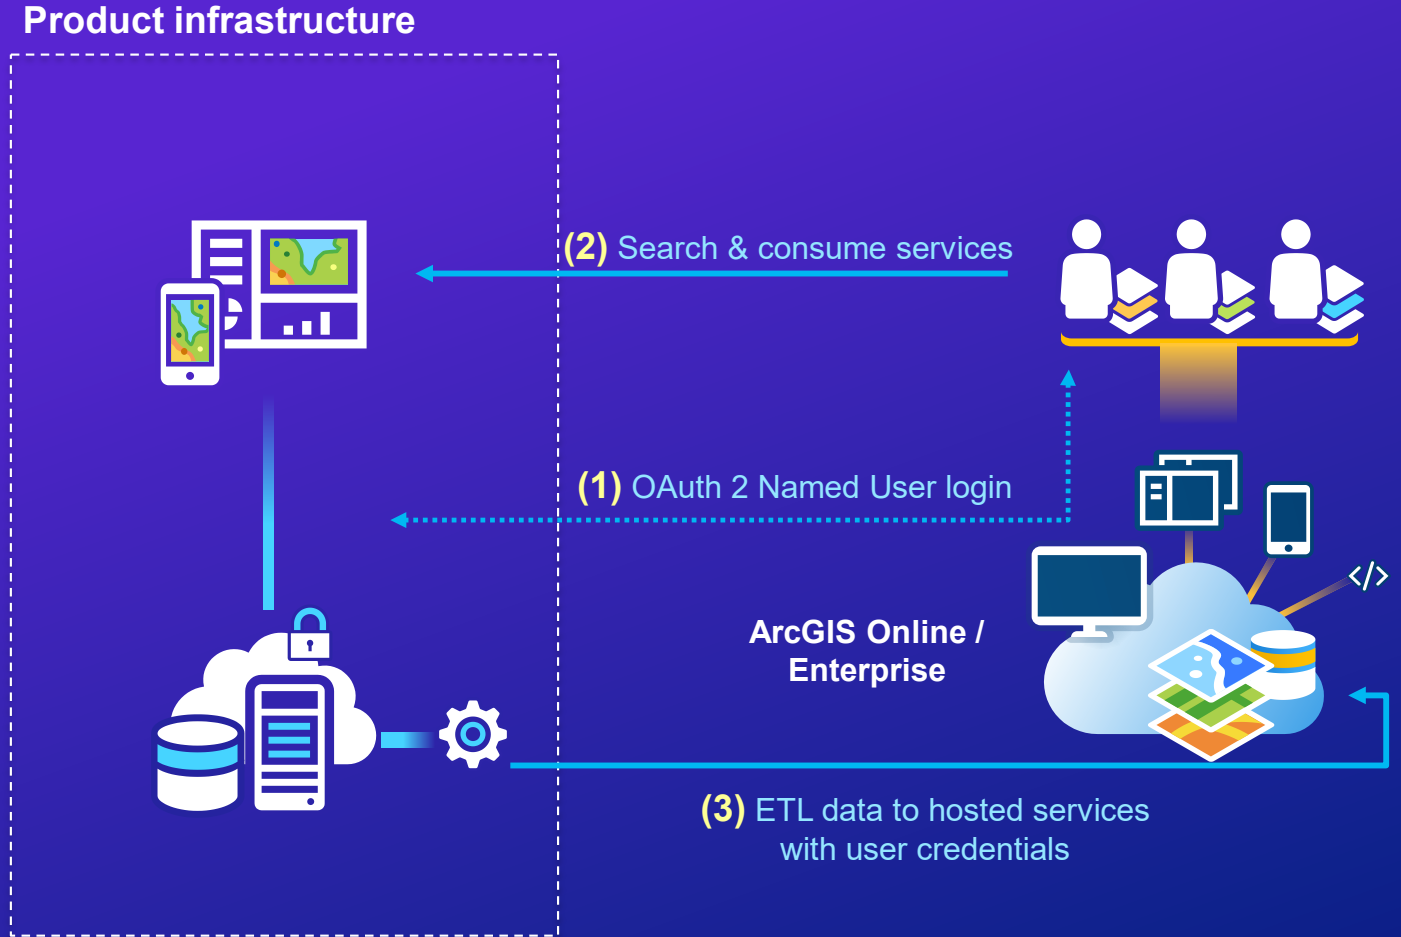 Product infrastructure
(2) Search & consume services
(1) OAuth 2 Named User login
</>
ArcGIS Online /
Enterprise
(3) ETL data to hosted services
with user credentials